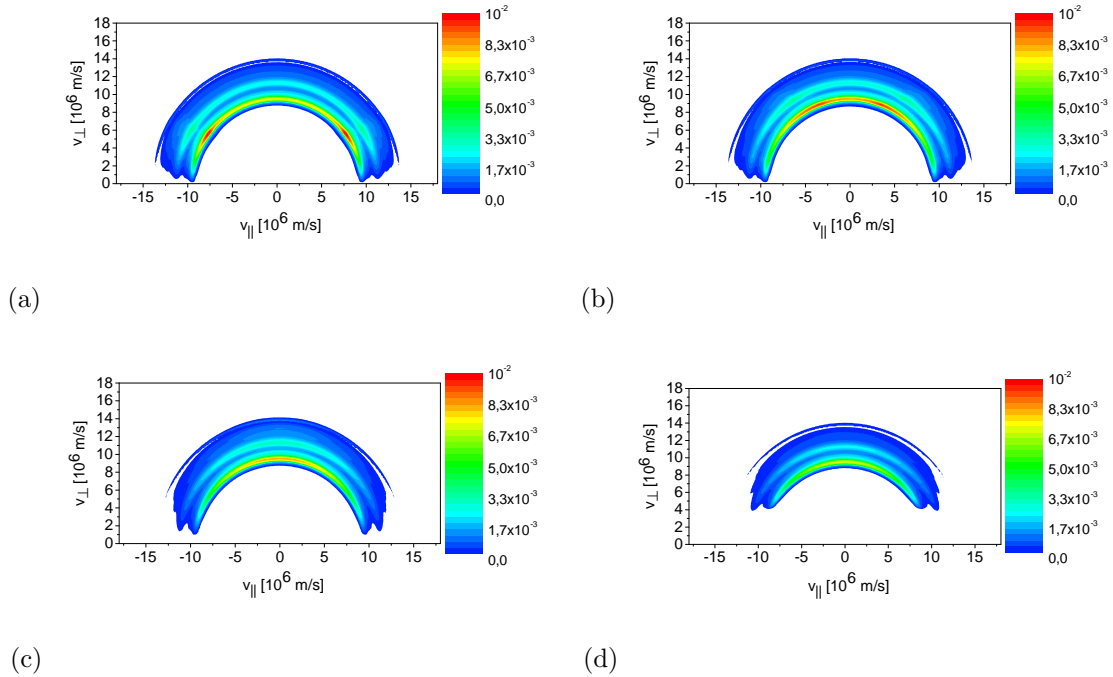 18
16
14
12
10
8
6
4
2
0
v⊥ [10^6 m/s]
-15 -10 -5 0 5 10 15
v|| [10^6 m/s]
10^-2
8,3x10^-3
6,7x10^-3
5,0x10^-3
3,3x10^-3
1,7x10^-3
0,0
(a)
18
16
14
12
10
8
6
4
2
0
v⊥ [10^6 m/s]
-15 -10 -5 0 5 10 15
v|| [10^6 m/s]
10^-2
8,3x10^-3
6,7x10^-3
5,0x10^-3
3,3x10^-3
1,7x10^-3
0,0
(b)
18
16
14
12
10
8
6
4
2
0
v⊥ [10^6 m/s]
-15 -10 -5 0 5 10 15
v|| [10^6 m/s]
10^-2
8,3x10^-3
6,7x10^-3
5,0x10^-3
3,3x10^-3
1,7x10^-3
0,0
(c)
18
16
14
12
10
8
6
4
2
0
v⊥ [10^6 m/s]
-15 -10 -5 0 5 10 15
v|| [10^6 m/s]
10^-2
8,3x10^-3
6,7x10^-3
5,0x10^-3
3,3x10^-3
1,7x10^-3
0,0
(d)